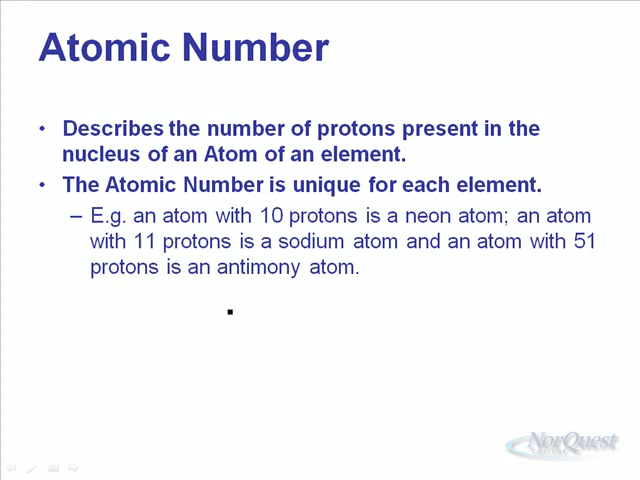 Atomic Number
• Describes the number of protons present in the
nucleus of an Atom of an element.
• The Atomic Number is unique for each element.
– E.g. an atom with 10 protons is a neon atom; an atom
with 11 protons is a sodium atom and an atom with 51
protons is an antimony atom.
NorQuest